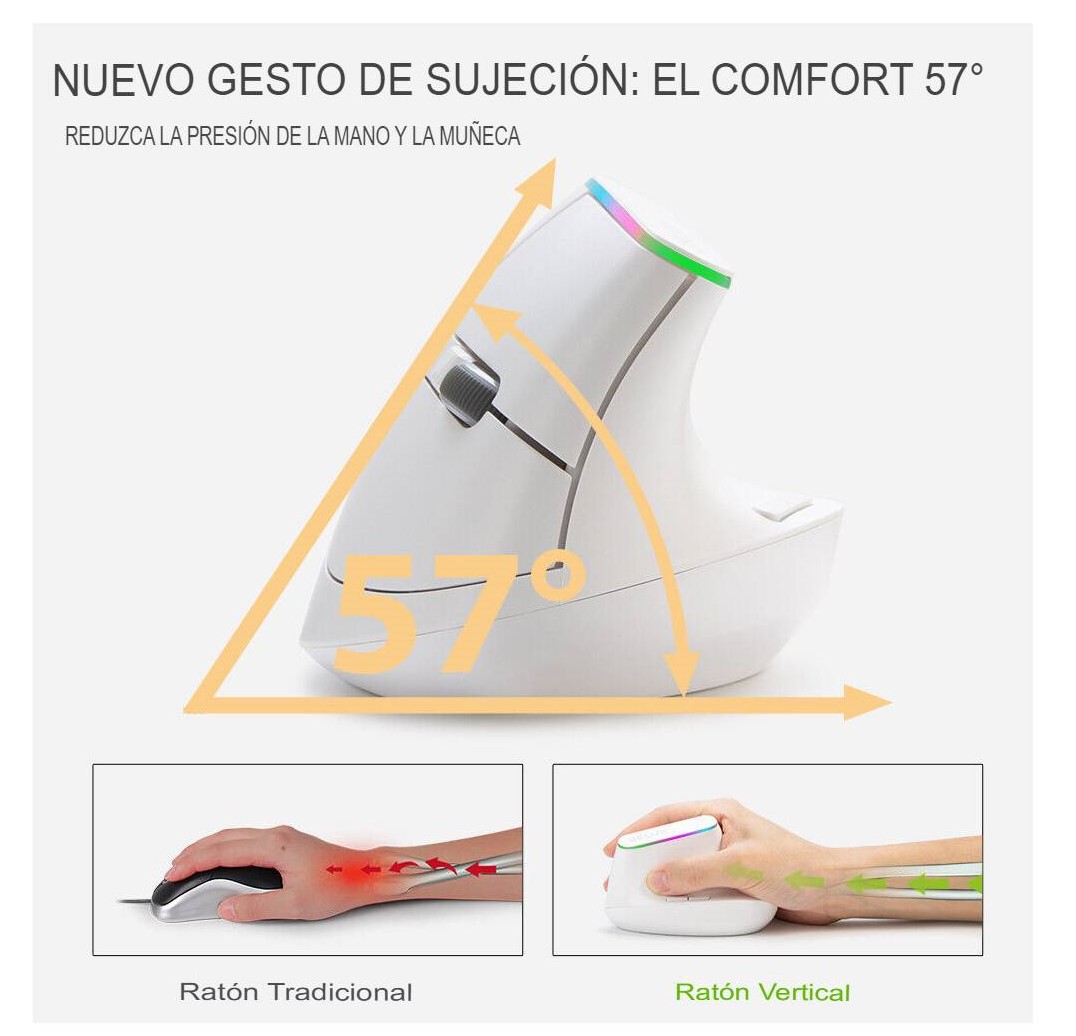 NUEVO GESTO DE SUJECIÓN: EL COMFORT 57°
REDUZCA LA PRESIÓN DE LA MANO Y LA MUÑECA
57°
Ratón Tradicional
Ratón Vertical